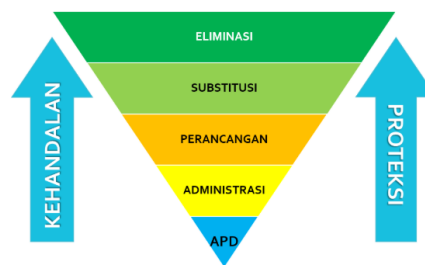 ELIMINASI
SUBSTITUSI
PERANCANGAN
ADMINISTRASI
APD
KEHANDALAN
PROTEKSI